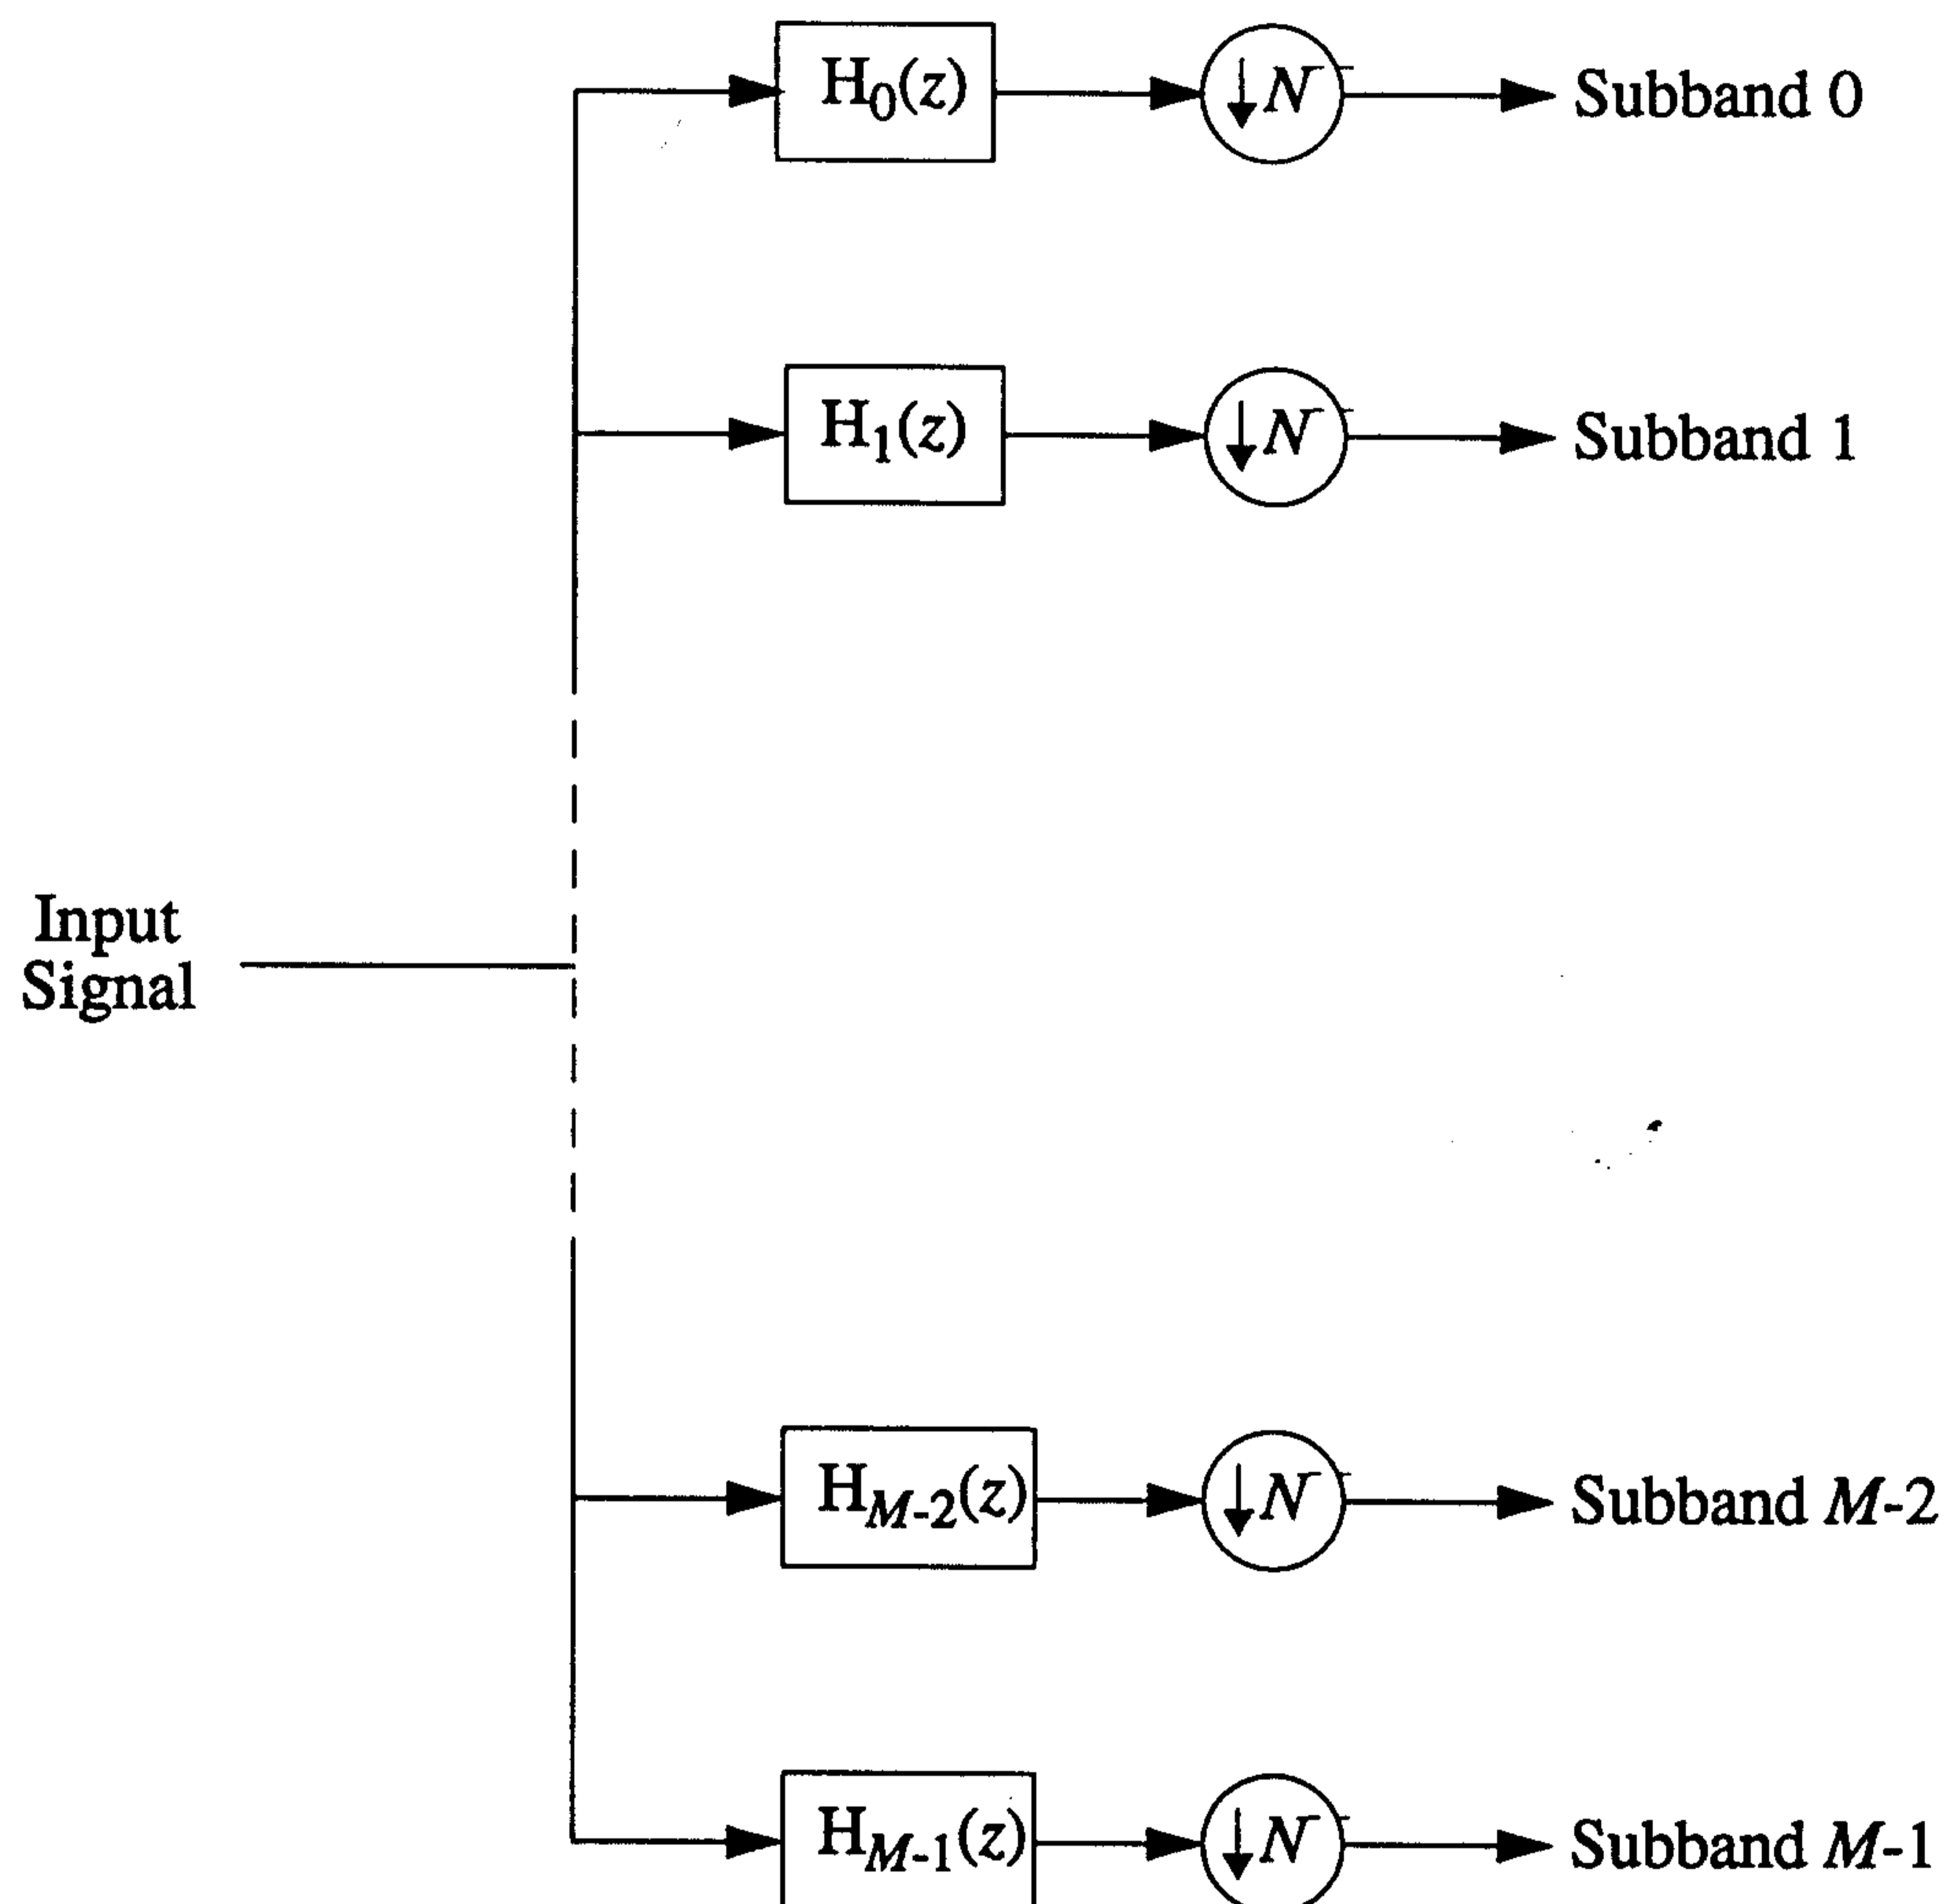 H0(z) ↓N Subband 0
H1(z) ↓N Subband 1
Input
Signal
HM-2(z) ↓N Subband M-2
HM-1(z) ↓N Subband M-1